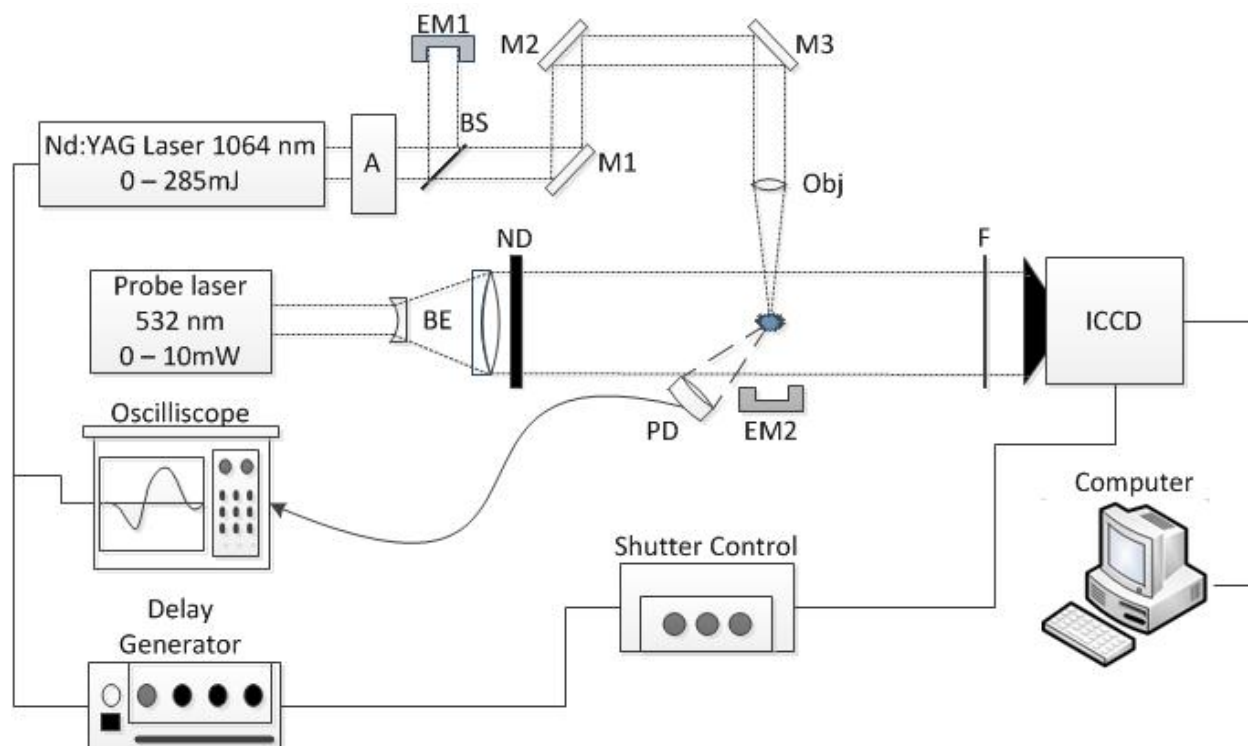 EM1
M2
M3
BS
Nd:YAG Laser 1064 nm
0 – 285mJ
A
M1
Obj
ND
F
Probe laser
532 nm
0 – 10mW
BE
ICCD
Oscilliscope
PD
EM2
Computer
Shutter Control
Delay
Generator